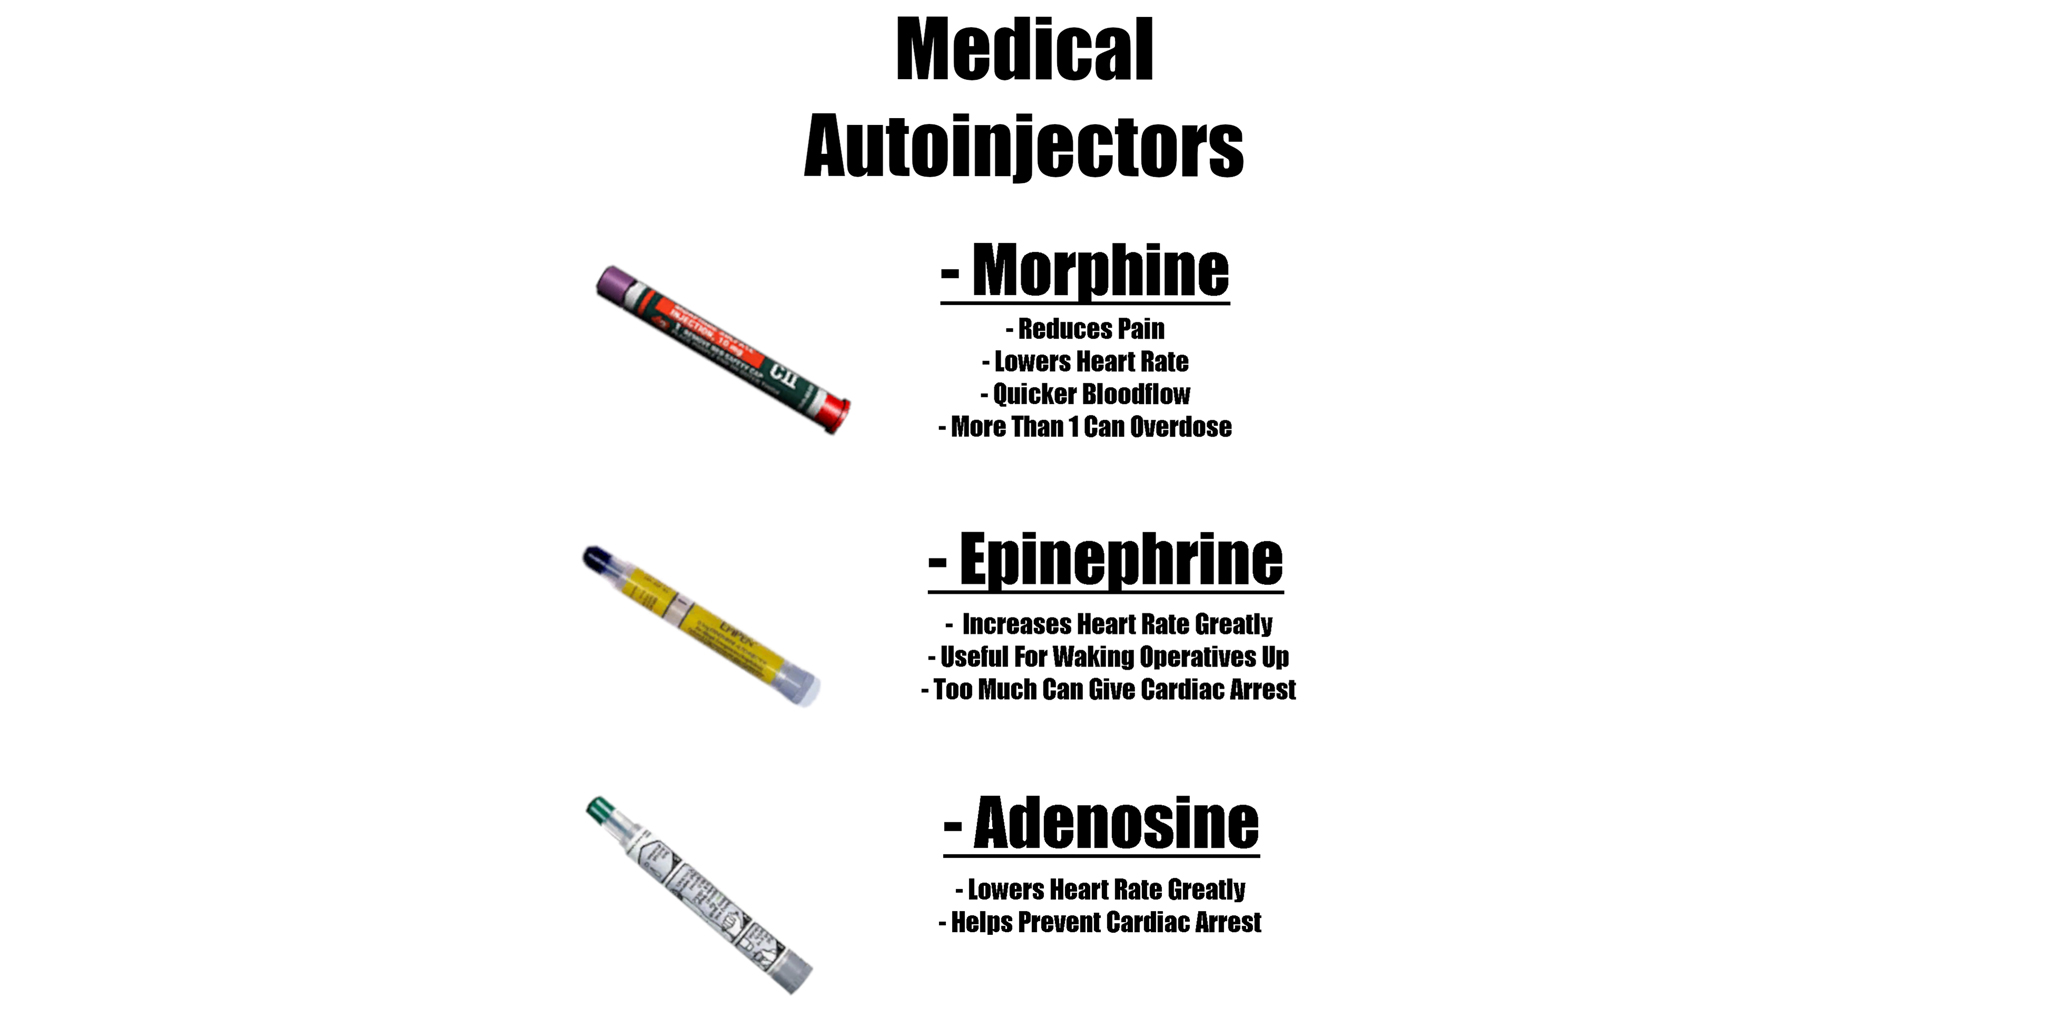 Medical
Autoinjectors
- Morphine
- Reduces Pain
- Lowers Heart Rate
- Quicker Bloodflow
- More Than 1 Can Overdose
INJECTION, 10 mg
CII
- Epinephrine
- Increases Heart Rate Greatly
- Useful For Waking Operatives Up
- Too Much Can Give Cardiac Arrest
EPIPEN
- Adenosine
- Lowers Heart Rate Greatly
- Helps Prevent Cardiac Arrest